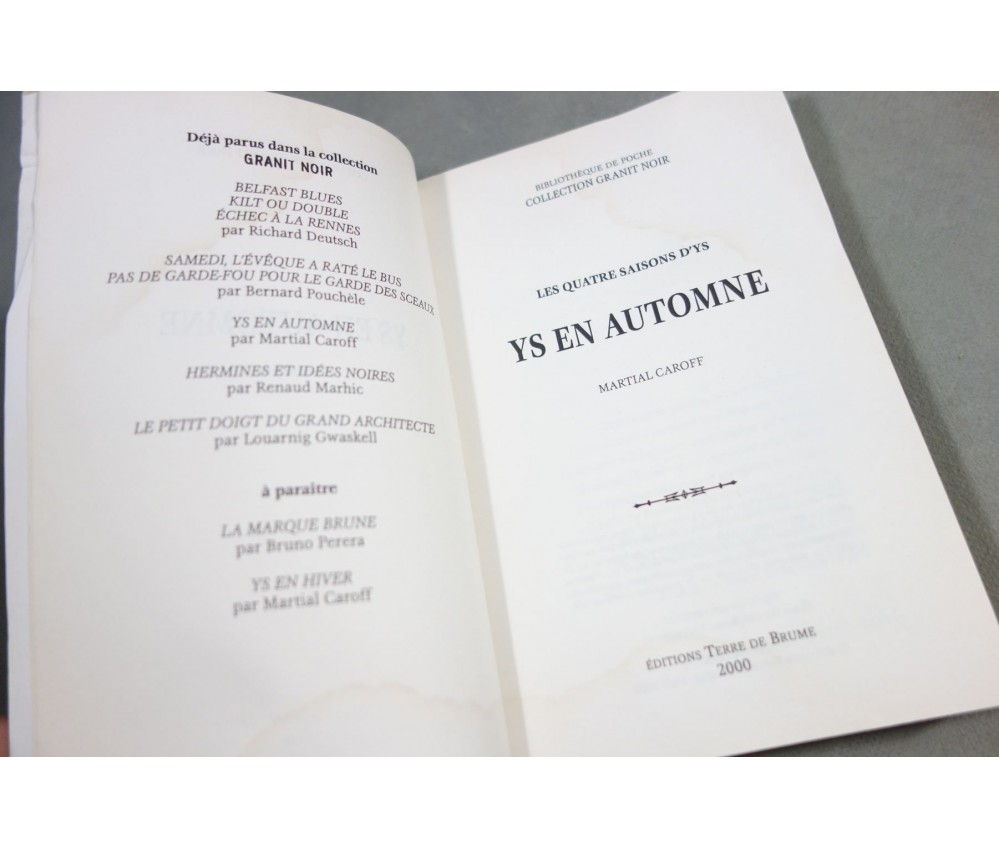 Déjà parus dans la collection
GRANIT NOIR
BELFAST BLUES
KILT OU DOUBLE
ÉCHEC À LA RENNES
par Richard Deutsch
SAMEDI, L'ÉVÊQUE A RATÉ LE BUS
PAS DE GARDE-FOU POUR LE GARDE DES SCEAUX
par Bernard Pouchèle
YS EN AUTOMNE
par Martial Caroff
HERMINES ET IDÉES NOIRES
par Renaud Marhic
LE PETIT DOIGT DU GRAND ARCHITECTE
par Louarnig Gwaskell
à paraître
LA MARQUE BRUNE
par Bruno Perera
YS EN HIVER
par Martial Caroff
BIBLIOTHÈQUE DE POCHE
COLLECTION GRANIT NOIR
LES QUATRE SAISONS D'YS
YS EN AUTOMNE
MARTIAL CAROFF
ÉDITIONS TERRE DE BRUME
2000